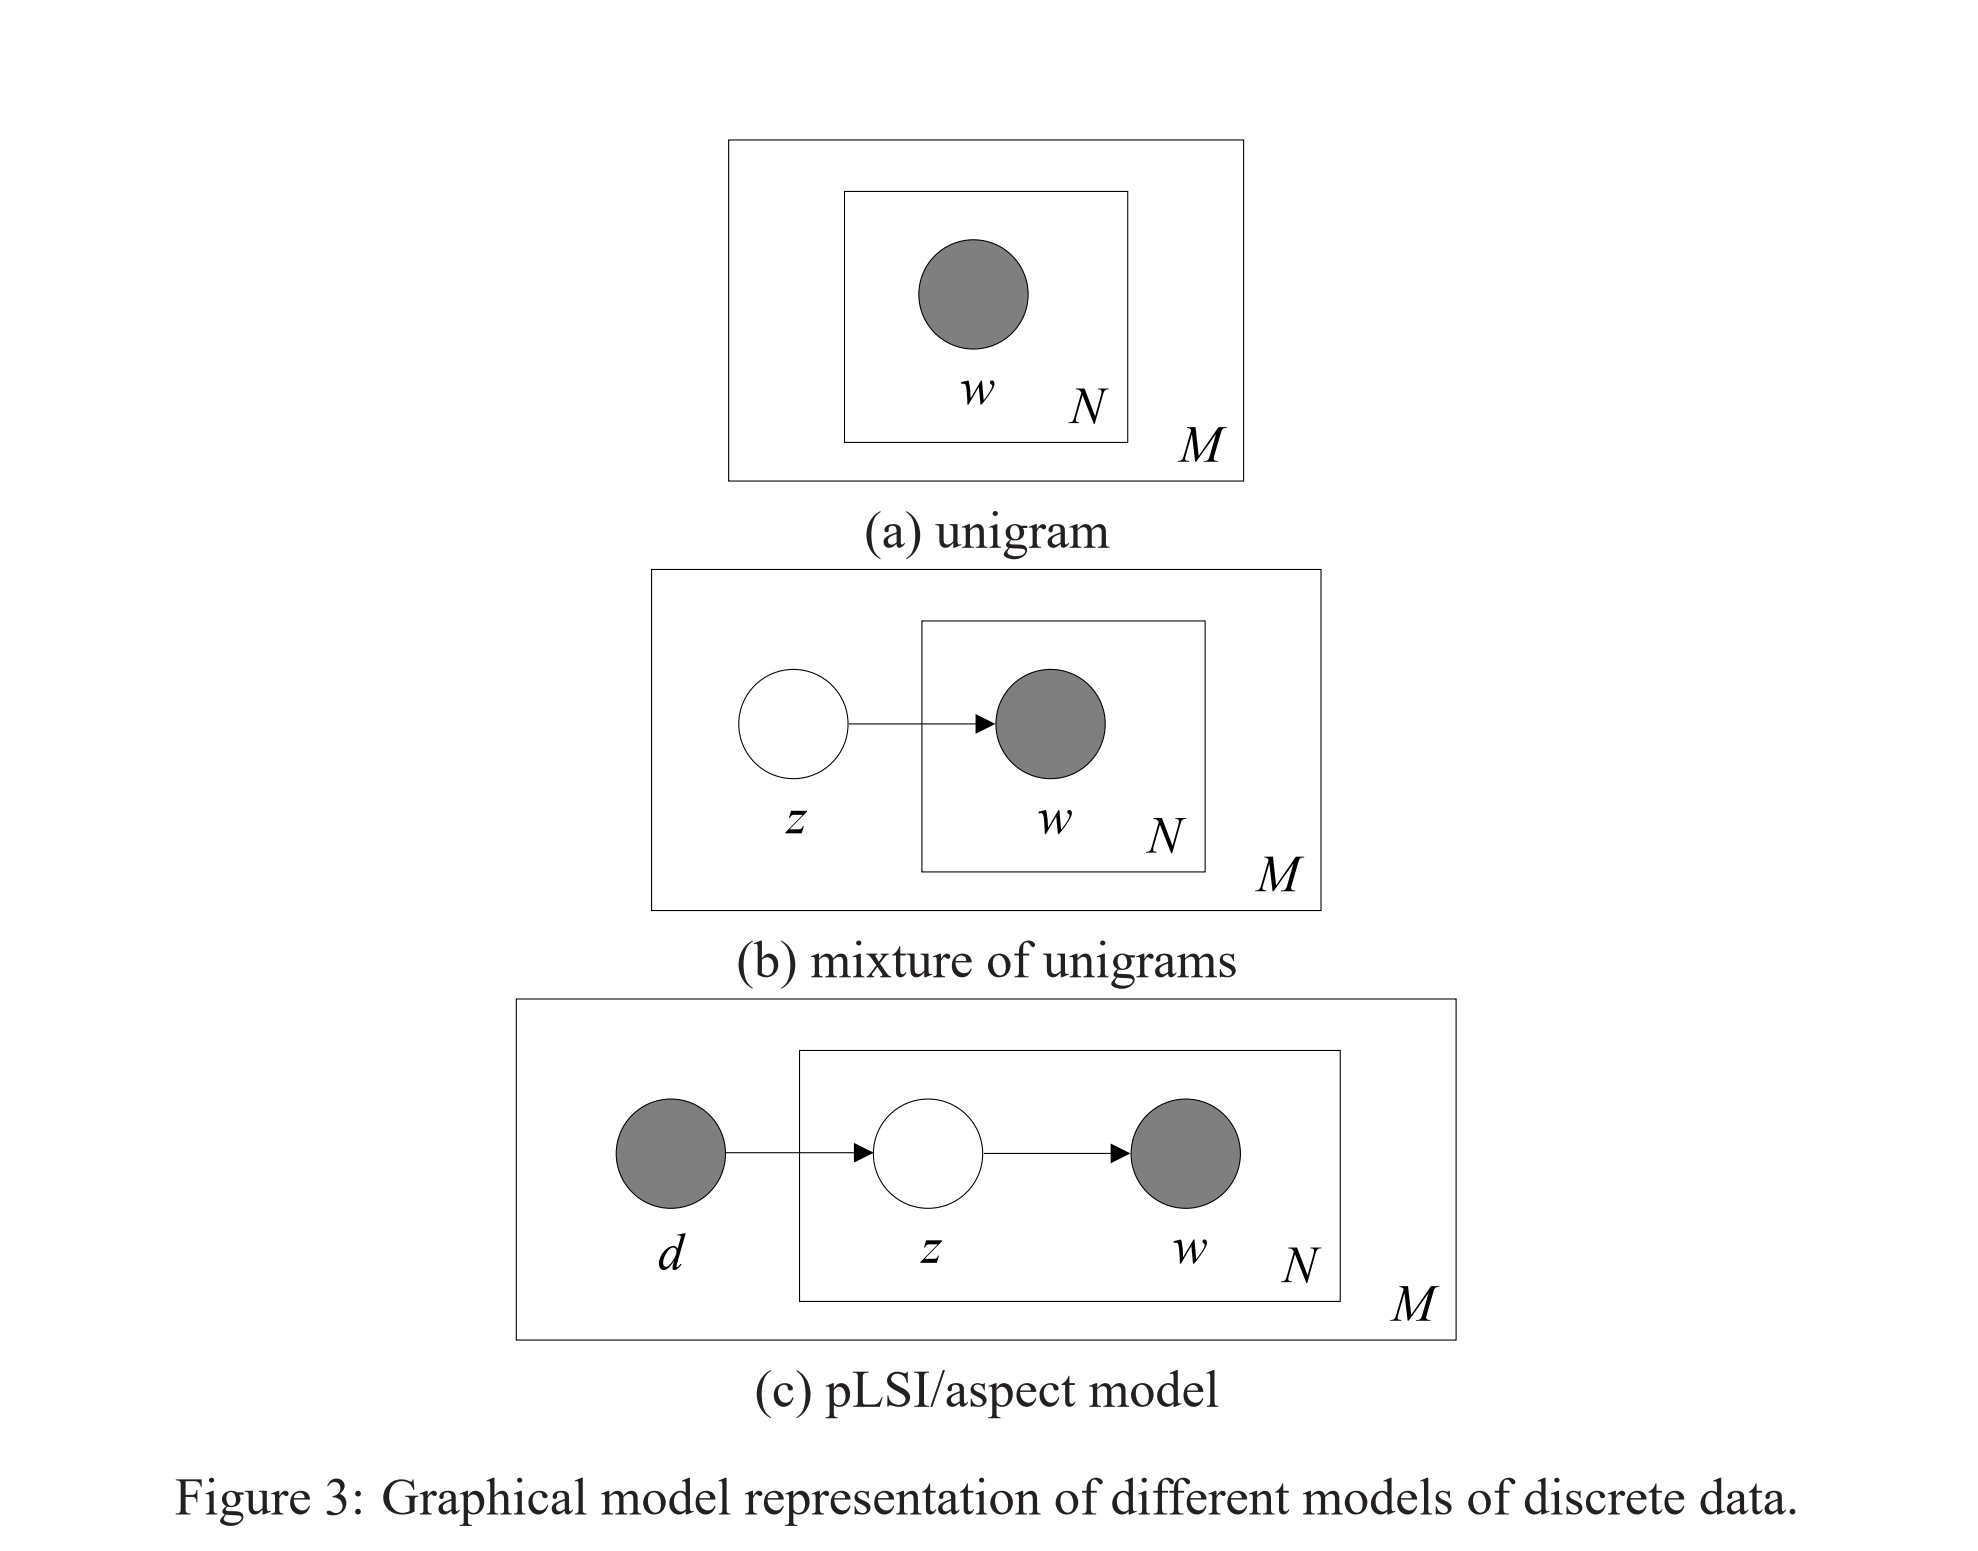 w
N
M
(a) unigram
z
w
N
M
(b) mixture of unigrams
d
z
w
N
M
(c) pLSI/aspect model
Figure 3: Graphical model representation of different models of discrete data.